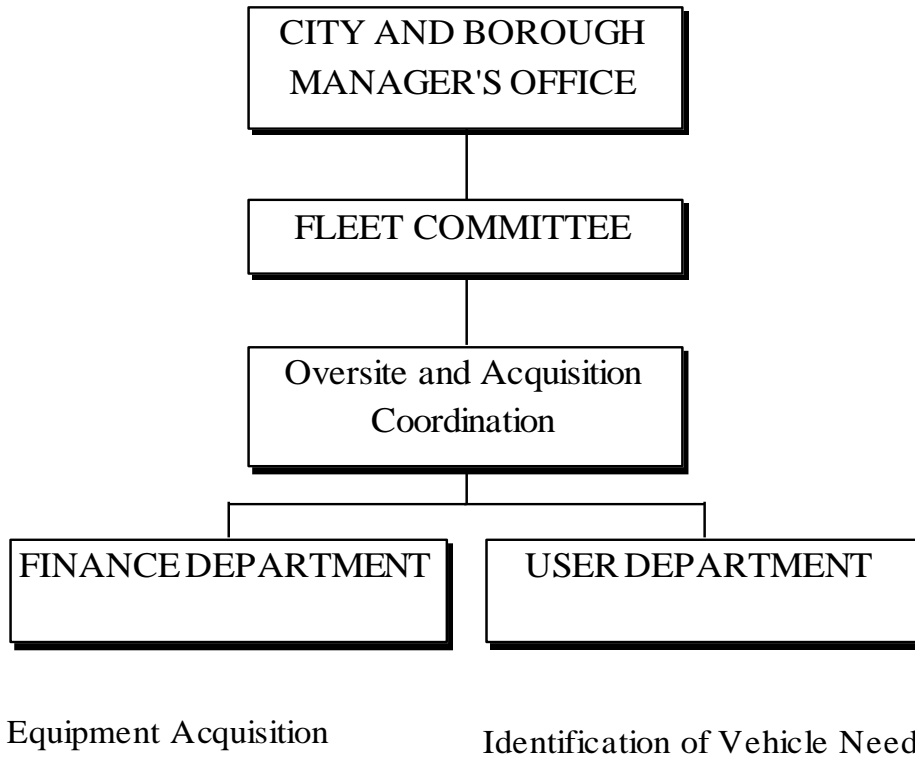 CITY AND BOROUGH
MANAGER'S OFFICE
FLEET COMMITTEE
Oversite and Acquisition
Coordination
FINANCE DEPARTMENT
USER DEPARTMENT
Equipment Acquisition
Identification of Vehicle Need